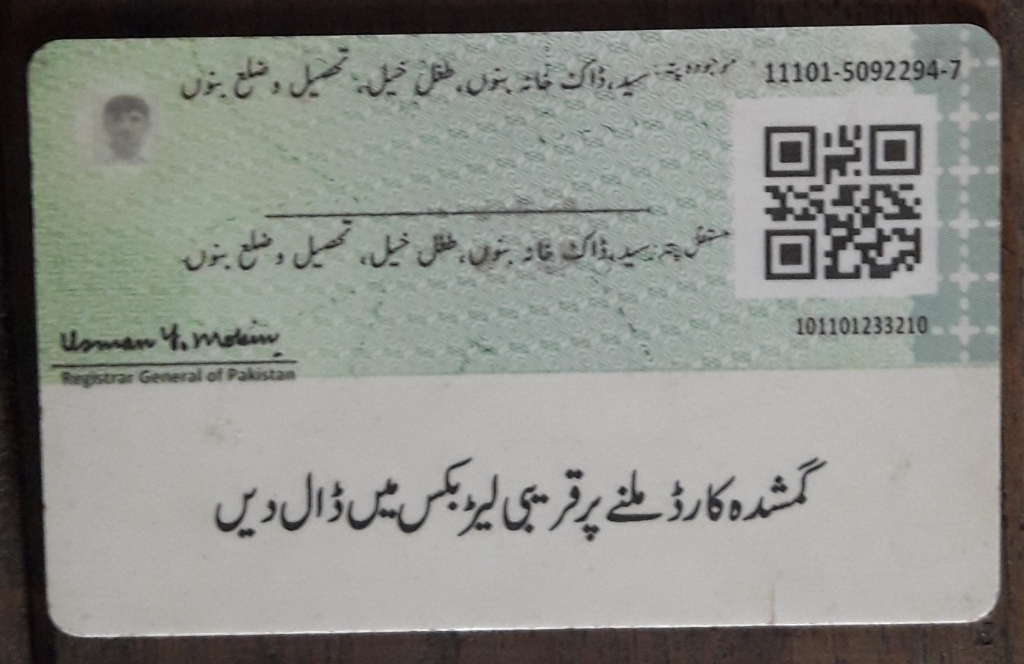 موجودہ پتہ: سید، ڈاک خانہ بنوں، طفل خیل، تحصیل و ضلع بنوں
11101-5092294-7
مستقل پتہ: سید، ڈاک خانہ بنوں، طفل خیل، تحصیل و ضلع بنوں
101101233210
Usman Y. Mobin
Registrar General of Pakistan
گمشدہ کارڈ ملنے پر قریبی لیٹر بکس میں ڈال دیں